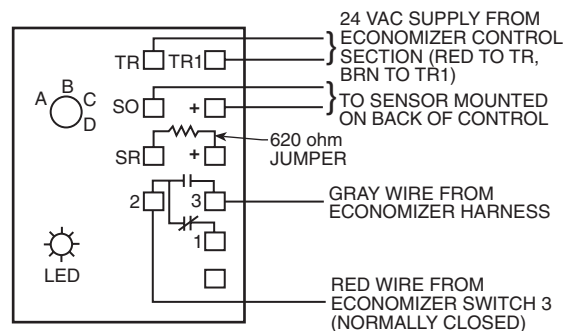 24 VAC SUPPLY FROM
ECONOMIZER CONTROL
SECTION (RED TO TR,
BRN TO TR1)
TR TR1
A B C D
SO +
TO SENSOR MOUNTED
ON BACK OF CONTROL
620 ohm
JUMPER
SR +
2 3
GRAY WIRE FROM
ECONOMIZER HARNESS
1
LED
RED WIRE FROM
ECONOMIZER SWITCH 3
(NORMALLY CLOSED)